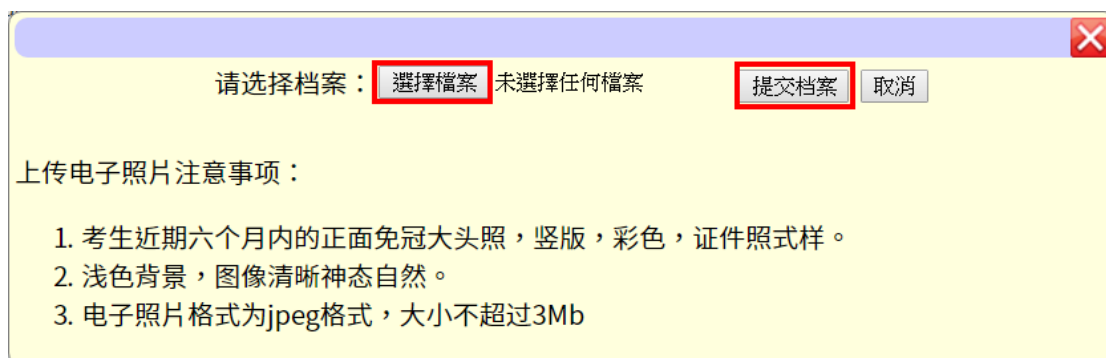 请选择档案：選擇檔案 未選擇任何檔案 提交档案 取消
上传电子照片注意事项：
1. 考生近期六个月内的正面免冠大头照，竖版，彩色，证件照式样。
2. 浅色背景，图像清晰神态自然。
3. 电子照片格式为jpeg格式，大小不超过3Mb